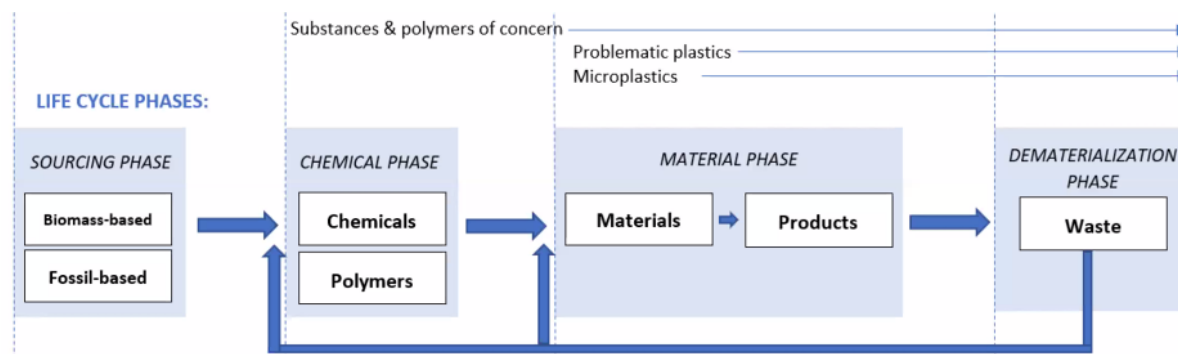 Substances & polymers of concern
Problematic plastics
Microplastics
LIFE CYCLE PHASES:
SOURCING PHASE
Biomass-based
Fossil-based
CHEMICAL PHASE
Chemicals
Polymers
MATERIAL PHASE
Materials
Products
DEMATERIALIZATION
PHASE
Waste